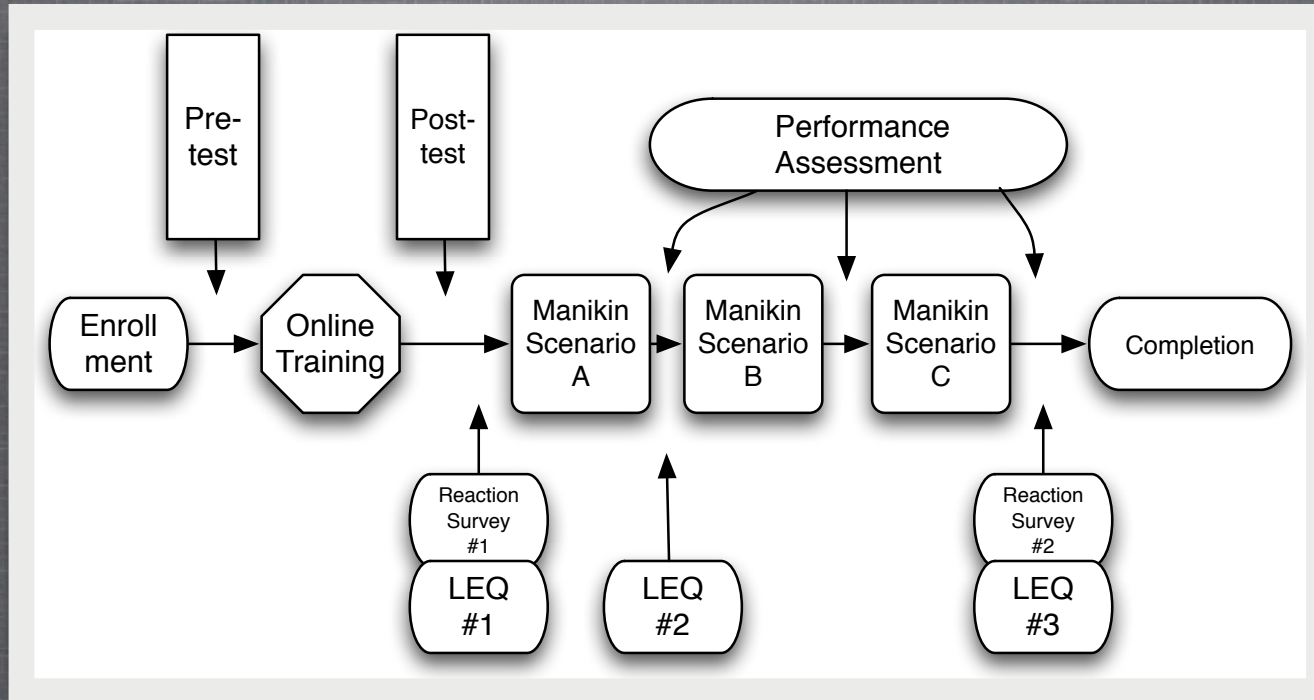 Pre-
test
Post-
test
Performance
Assessment
Enroll
ment
Online
Training
Manikin
Scenario
A
Manikin
Scenario
B
Manikin
Scenario
C
Completion
Reaction
Survey
#1
LEQ
#1
LEQ
#2
Reaction
Survey
#2
LEQ
#3